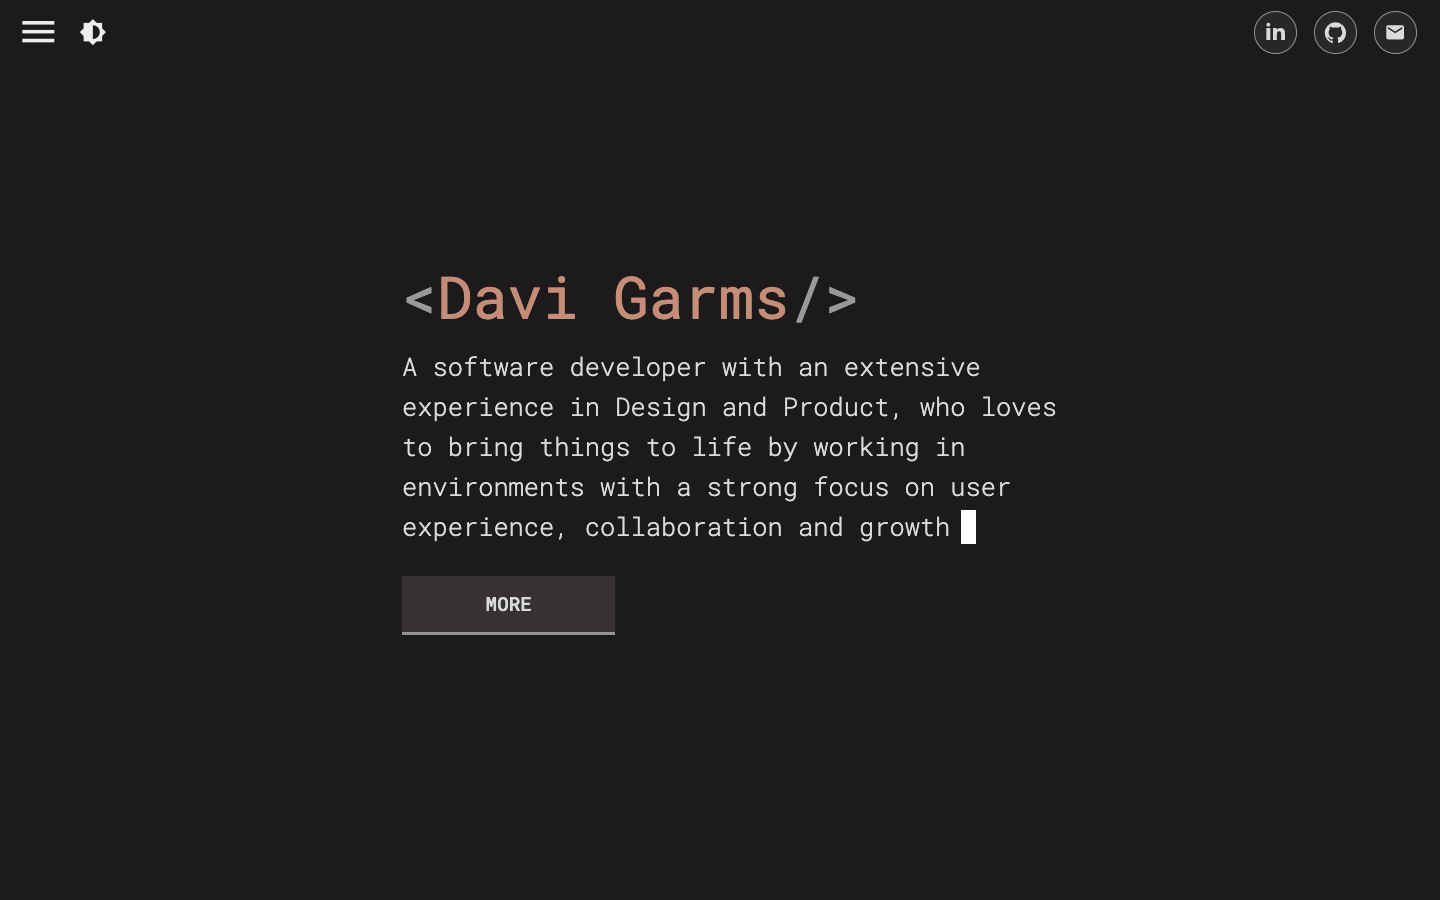 in
<Davi Garms/>
A software developer with an extensive
experience in Design and Product, who loves
to bring things to life by working in
environments with a strong focus on user
experience, collaboration and growth
MORE